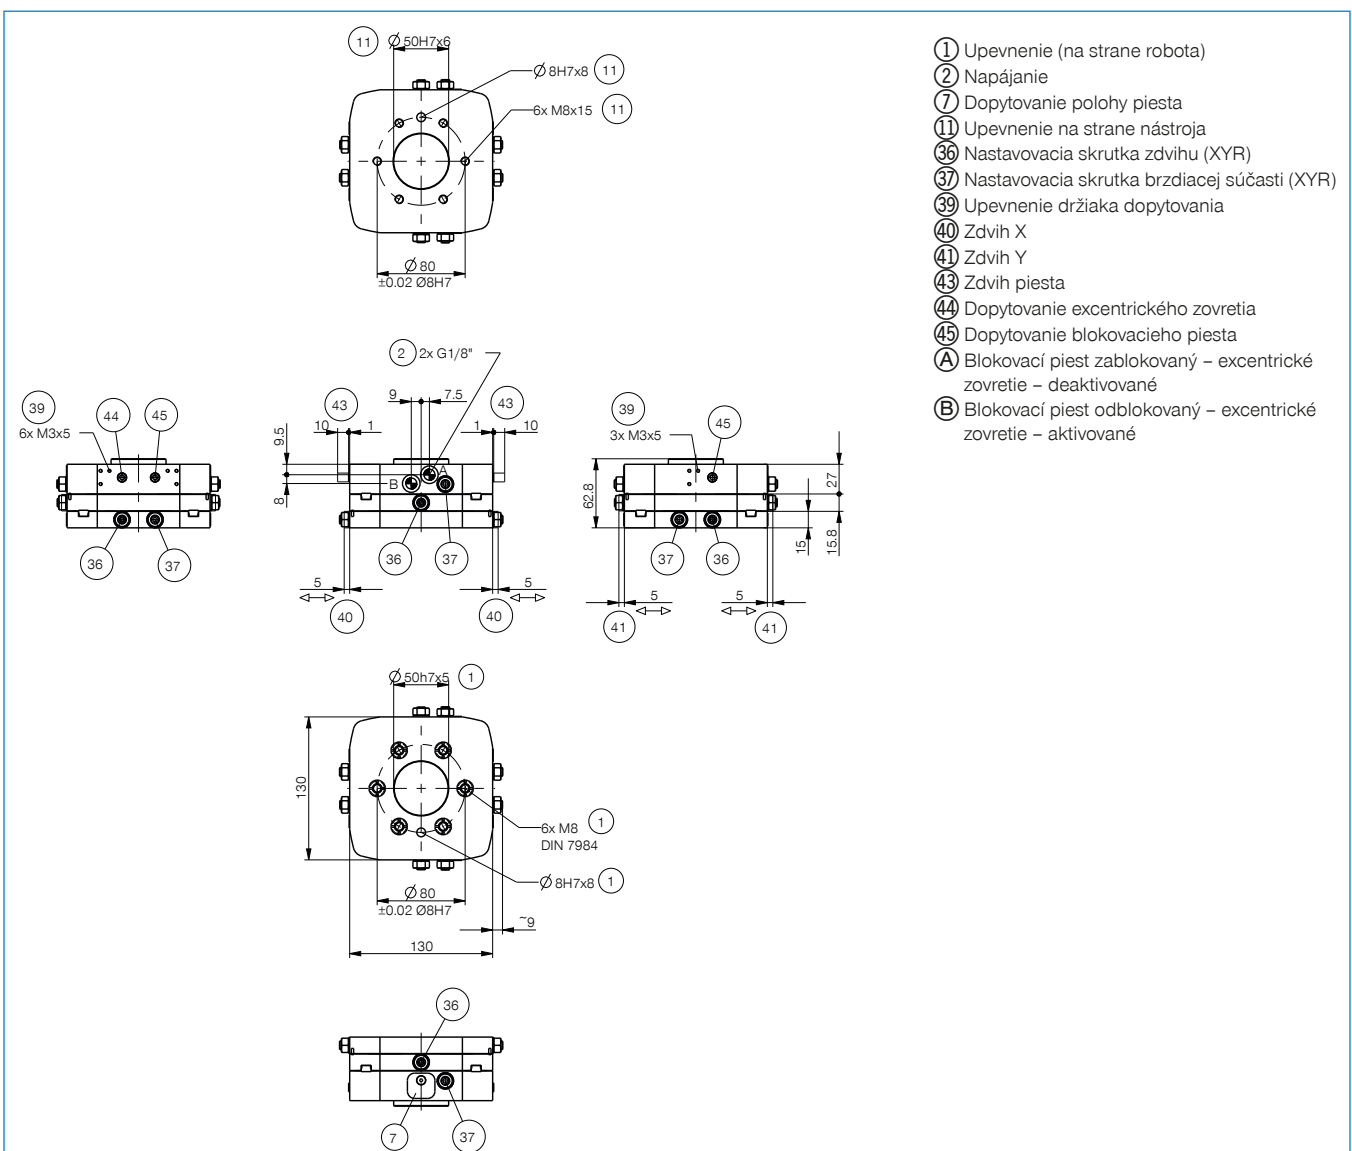 11 Ø 50H7x6
Ø 8H7x8 11
6x M8x15 11
Ø 80
±0.02 Ø8H7
1 Upevnenie (na strane robota)
2 Napájanie
7 Dopytovanie polohy piesta
11 Upevnenie na strane nástroja
36 Nastavovacia skrutka zdvihu (XYR)
37 Nastavovacia skrutka brzdiacej súčasti (XYR)
39 Upevnenie držiaka dopytovania
40 Zdvih X
41 Zdvih Y
43 Zdvih piesta
44 Dopytovanie excentrického zovretia
45 Dopytovanie blokovacieho piesta
A Blokovací piest zablokovaný – excentrické
zovretie – deaktivované
B Blokovací piest odblokovaný – excentrické
zovretie – aktivované
39
6x M3x5
44
45
36
37
2 2x G1/8"
9
7.5
43
43
10
1
1
10
9.5
8
A
B
36
37
5
5
40
40
39
3x M3x5
45
62.8
27
15
15.8
37
36
5
5
41
41
Ø 50h7x5 1
130
6x M8 1
DIN 7984
Ø 8H7x8 1
Ø 80
±0.02 Ø8H7
~9
130
36
7
37